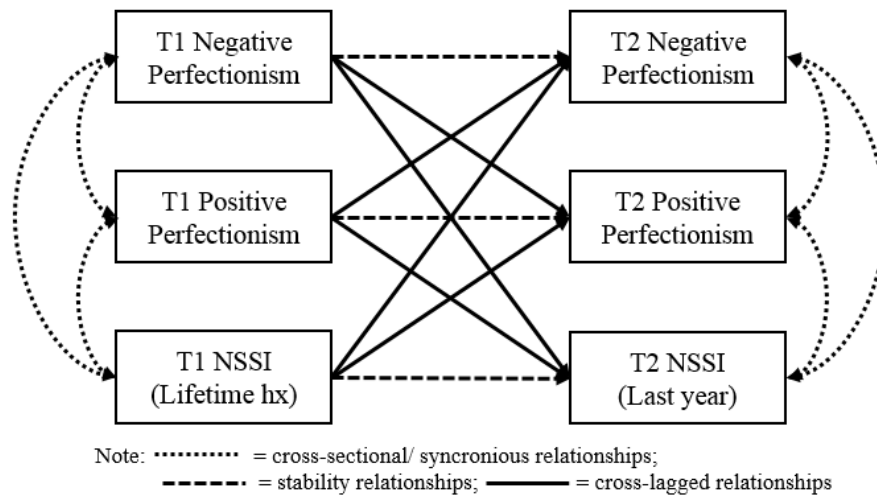 T1 Negative
Perfectionism
T2 Negative
Perfectionism
T1 Positive
Perfectionism
T2 Positive
Perfectionism
T1 NSSI
(Lifetime hx)
T2 NSSI
(Last year)
Note: = cross-sectional/ syncronious relationships;
= stability relationships; = cross-lagged relationships